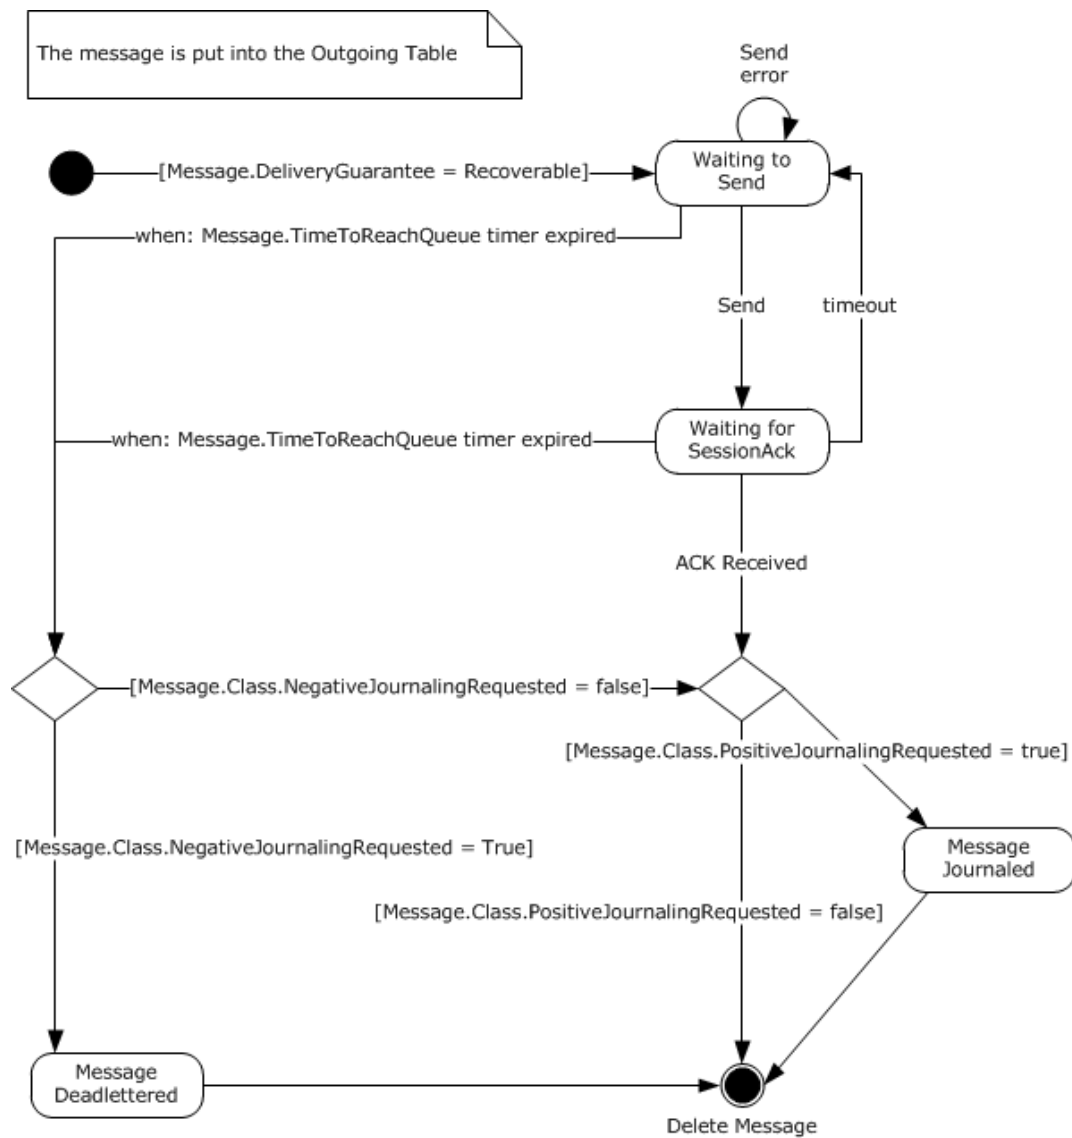 The message is put into the Outgoing Table
Send
error
[Message.DeliveryGuarantee = Recoverable]
Waiting to
Send
when: Message.TimeToReachQueue timer expired
Send
timeout
when: Message.TimeToReachQueue timer expired
Waiting for
SessionAck
ACK Received
[Message.Class.NegativeJournalingRequested = false]
[Message.Class.PositiveJournalingRequested = true]
[Message.Class.NegativeJournalingRequested = True]
Message
Journaled
[Message.Class.PositiveJournalingRequested = false]
Message
Deadlettered
Delete Message